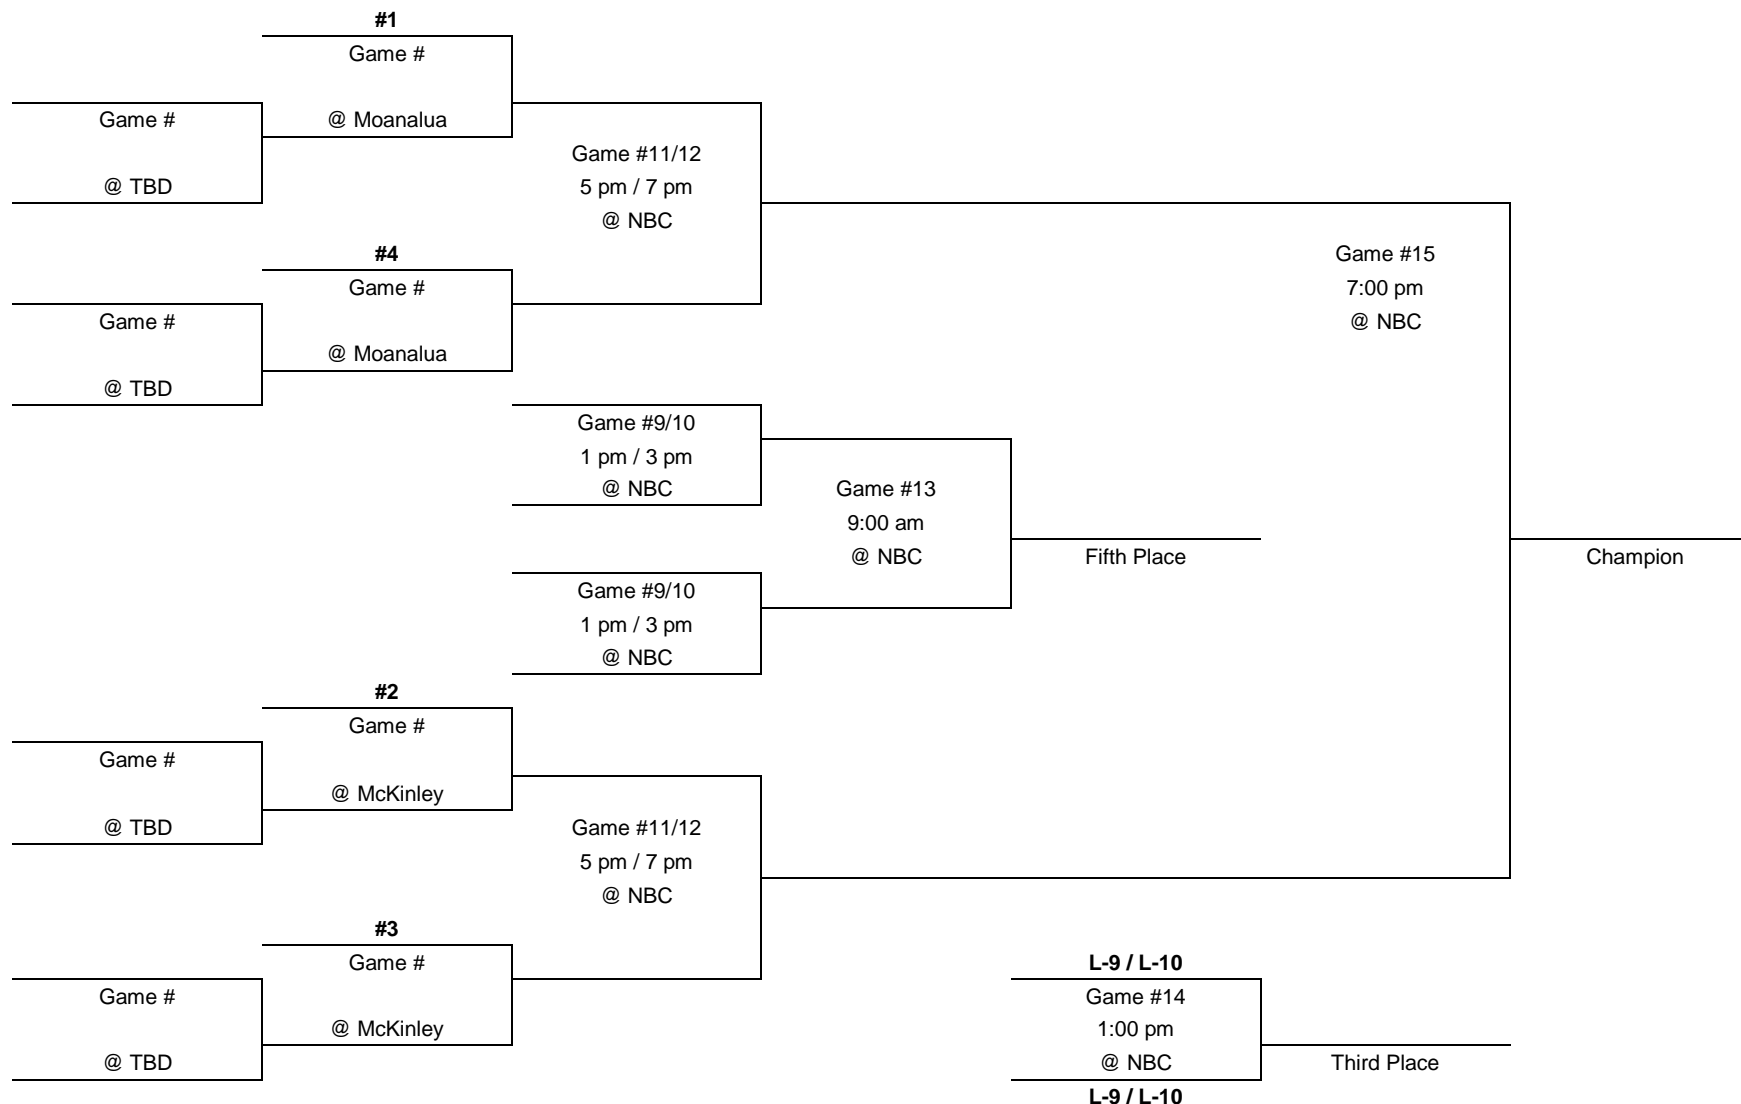 #1
Game #
@ Moanalua
Game #
@ TBD
Game #11/12
5 pm / 7 pm
@ NBC
#4
Game #
@ Moanalua
Game #
@ TBD
Game #15
7:00 pm
@ NBC
Game #9/10
1 pm / 3 pm
@ NBC
Game #13
9:00 am
@ NBC
Fifth Place
Champion
Game #9/10
1 pm / 3 pm
@ NBC
#2
Game #
@ McKinley
Game #
@ TBD
Game #11/12
5 pm / 7 pm
@ NBC
#3
Game #
@ McKinley
Game #
@ TBD
L-9 / L-10
Game #14
1:00 pm
@ NBC
Third Place
L-9 / L-10